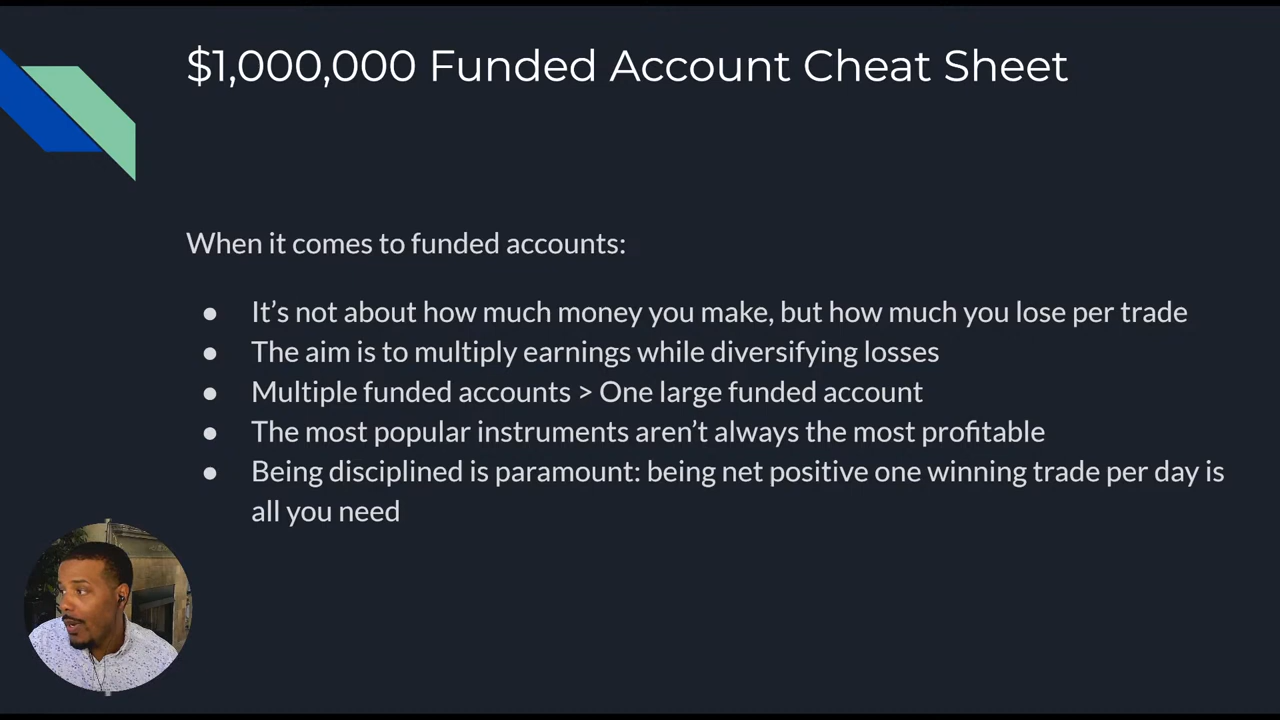 $1,000,000 Funded Account Cheat Sheet
When it comes to funded accounts:
● It’s not about how much money you make, but how much you lose per trade
● The aim is to multiply earnings while diversifying losses
● Multiple funded accounts > One large funded account
● The most popular instruments aren’t always the most profitable
● Being disciplined is paramount: being net positive one winning trade per day is
all you need